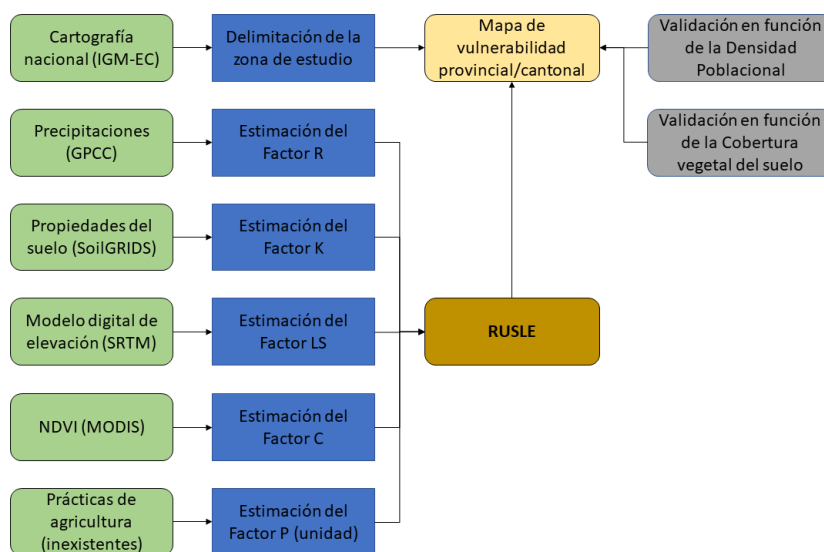 Cartografía
nacional (IGM-EC)
Delimitación de la
zona de estudio
Mapa de
vulnerabilidad
provincial/cantonal
Validación en función
de la Densidad
Poblacional
Precipitaciones
(GPCC)
Estimación del
Factor R
Validación en función
de la Cobertura
vegetal del suelo
Propiedades del
suelo (SoilGRIDS)
Estimación del
Factor K
Modelo digital de
elevación (SRTM)
Estimación del
Factor LS
RUSLE
NDVI (MODIS)
Estimación del
Factor C
Prácticas de
agricultura
(inexistentes)
Estimación del
Factor P (unidad)